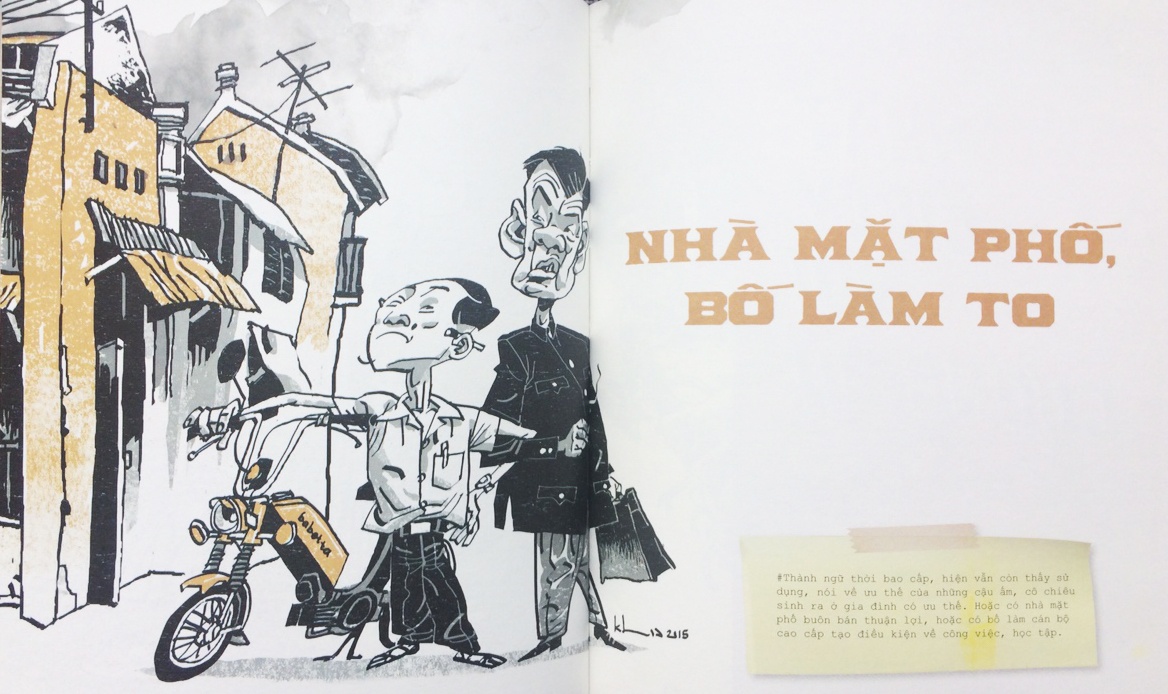 babetta
NHÀ MẶT PHỐ,
BỐ LÀM TO
#Thành ngữ thời bao cấp, hiện vẫn còn thấy sử
dụng, nói về ưu thế của những cậu ấm, cô chiêu
sinh ra ở gia đình có ưu thế. Hoặc có nhà mặt
phố buôn bán thuận lợi, hoặc có bố làm cán bộ
cao cấp tạo điều kiện về công việc, học tập.
2015